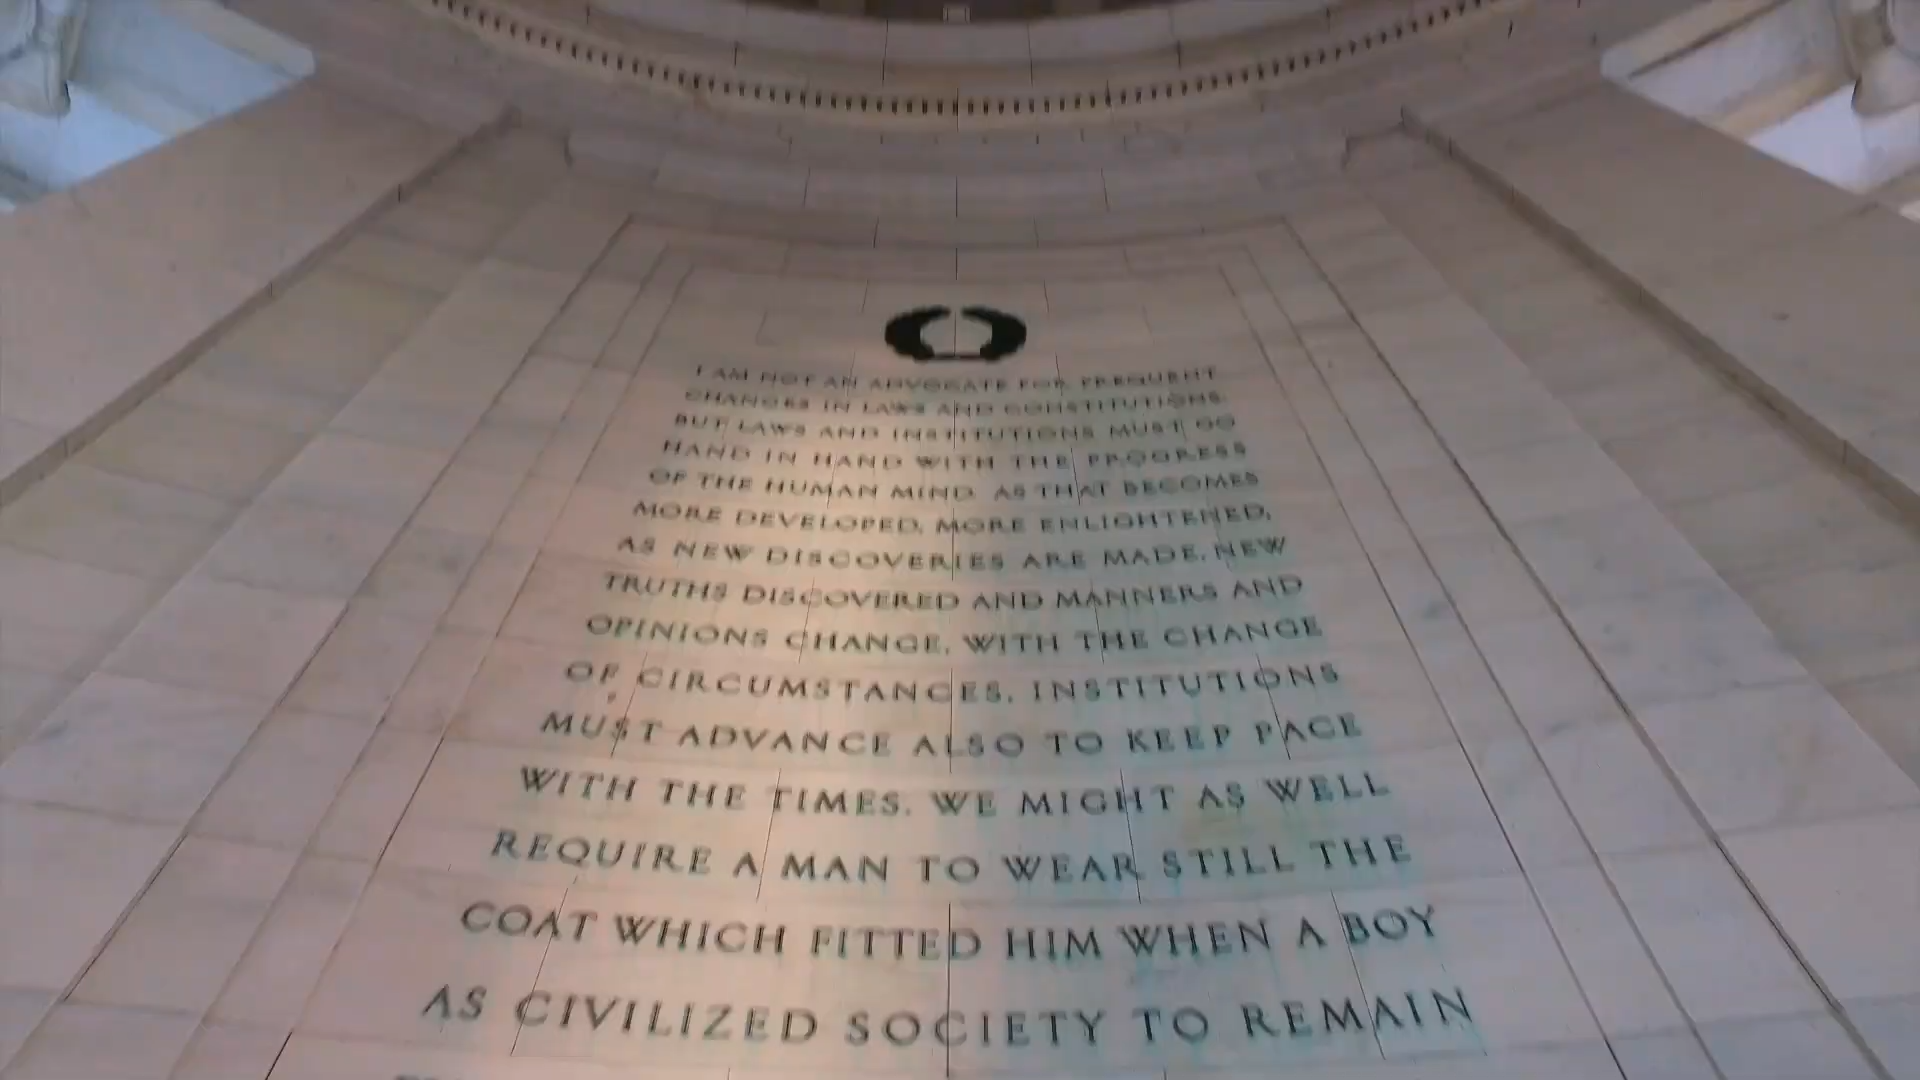 I AM NOT AN ADVOCATE FOR FREQUENT
CHANGES IN LAWS AND CONSTITUTIONS.
BUT LAWS AND INSTITUTIONS MUST GO
HAND IN HAND WITH THE PROGRESS
OF THE HUMAN MIND. AS THAT BECOMES
MORE DEVELOPED, MORE ENLIGHTENED,
AS NEW DISCOVERIES ARE MADE, NEW
TRUTHS DISCOVERED AND MANNERS AND
OPINIONS CHANGE, WITH THE CHANGE
OF CIRCUMSTANCES, INSTITUTIONS
MUST ADVANCE ALSO TO KEEP PACE
WITH THE TIMES. WE MIGHT AS WELL
REQUIRE A MAN TO WEAR STILL THE
COAT WHICH FITTED HIM WHEN A BOY
AS CIVILIZED SOCIETY TO REMAIN